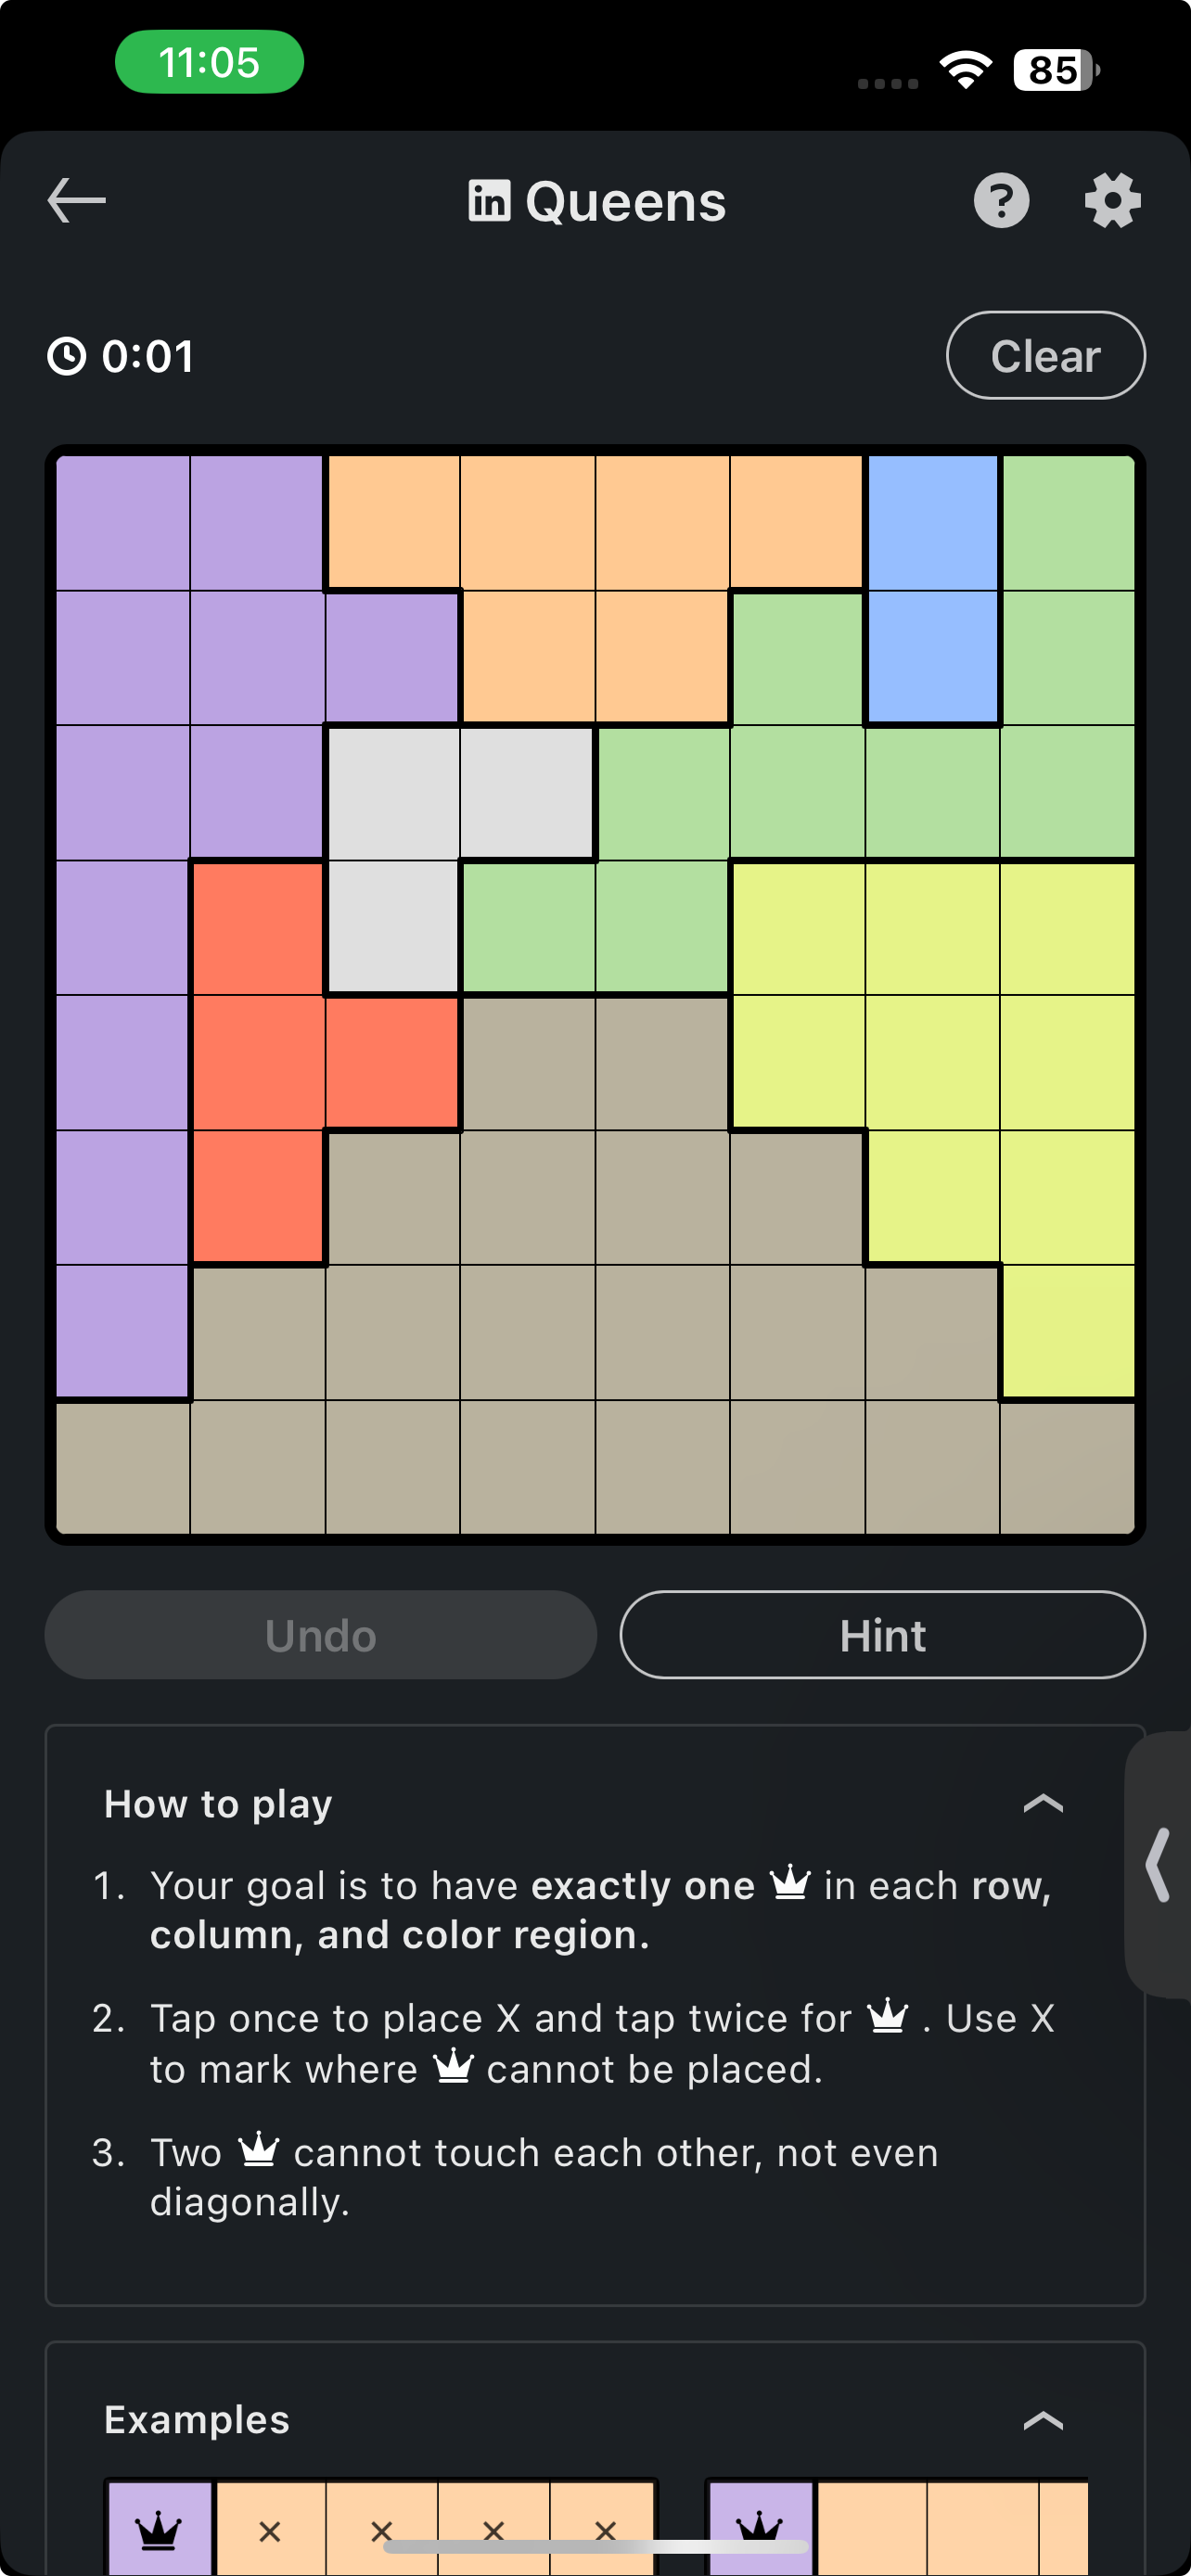 11:05
85
in Queens
0:01
Clear
Undo
Hint
How to play
1. Your goal is to have exactly one in each row,
column, and color region.
2. Tap once to place X and tap twice for . Use X
to mark where cannot be placed.
3. Two cannot touch each other, not even
diagonally.
Examples